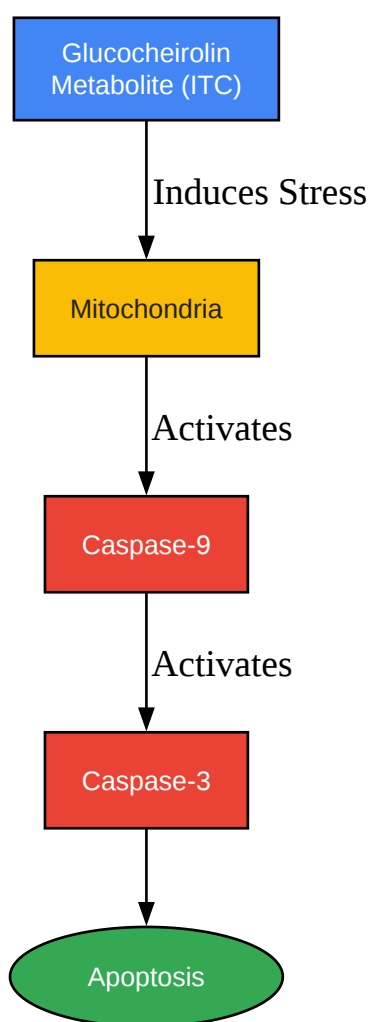 Glucocheirolin
Metabolite (ITC)
Induces Stress
Mitochondria
Activates
Caspase-9
Activates
Caspase-3
Apoptosis